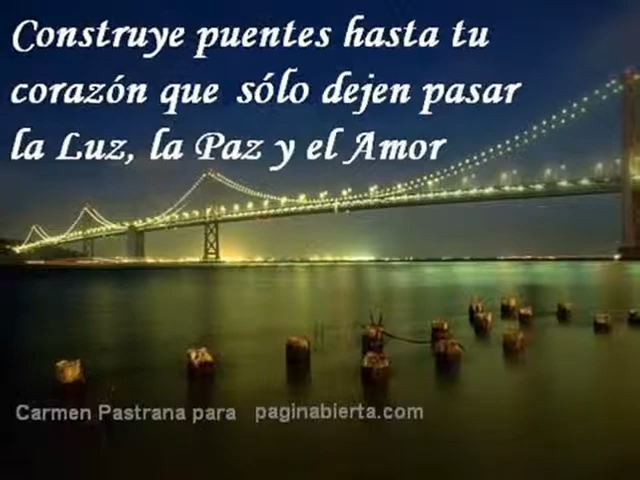 Construye puentes hasta tu
corazón que sólo dejen pasar
la Luz, la Paz y el Amor
Carmen Pastrana para paginabierta.com